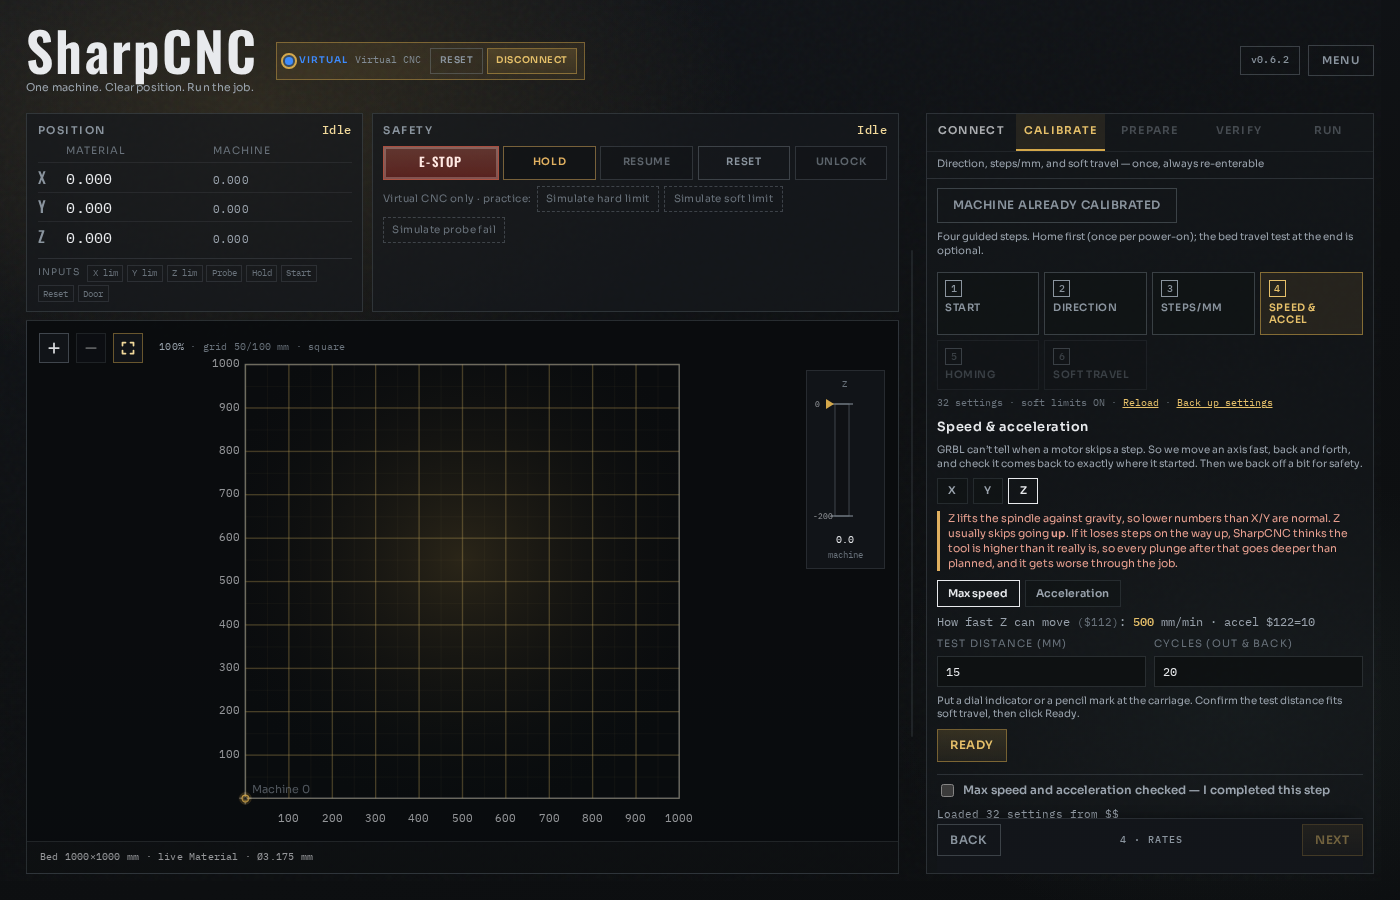 SharpCNC
One machine. Clear position. Run the job.
VIRTUAL Virtual CNC RESET DISCONNECT
v0.6.2 MENU
POSITION Idle
MATERIAL MACHINE
X 0.000 0.000
Y 0.000 0.000
Z 0.000 0.000
INPUTS X lim Y lim Z lim Probe Hold Start
Reset Door
SAFETY Idle
E-STOP HOLD RESUME RESET UNLOCK
Virtual CNC only · practice: Simulate hard limit Simulate soft limit
Simulate probe fail
+ − 100% · grid 50/100 mm · square
1000
900
800
700
600
500
400
300
200
100
Machine 0
100 200 300 400 500 600 700 800 900 1000
Z
0
-200
0.0
machine
Bed 1000×1000 mm · live Material · Ø3.175 mm
CONNECT CALIBRATE PREPARE VERIFY RUN
Direction, steps/mm, and soft travel — once, always re-enterable
MACHINE ALREADY CALIBRATED
Four guided steps. Home first (once per power-on); the bed travel test at the end is
optional.
1 2 3 4
START DIRECTION STEPS/MM SPEED &
ACCEL
5 6
HOMING SOFT TRAVEL
32 settings · soft limits ON · Reload · Back up settings
Speed & acceleration
GRBL can't tell when a motor skips a step. So we move an axis fast, back and forth,
and check it comes back to exactly where it started. Then we back off a bit for safety.
X Y Z
Z lifts the spindle against gravity, so lower numbers than X/Y are normal. Z
usually skips going up. If it loses steps on the way up, SharpCNC thinks the
tool is higher than it really is, so every plunge after that goes deeper than
planned, and it gets worse through the job.
Max speed Acceleration
How fast Z can move ($112): 500 mm/min · accel $122=10
TEST DISTANCE (MM) CYCLES (OUT & BACK)
15 20
Put a dial indicator or a pencil mark at the carriage. Confirm the test distance fits
soft travel, then click Ready.
READY
Max speed and acceleration checked — I completed this step
Loaded 32 settings from $$
BACK 4 · RATES NEXT